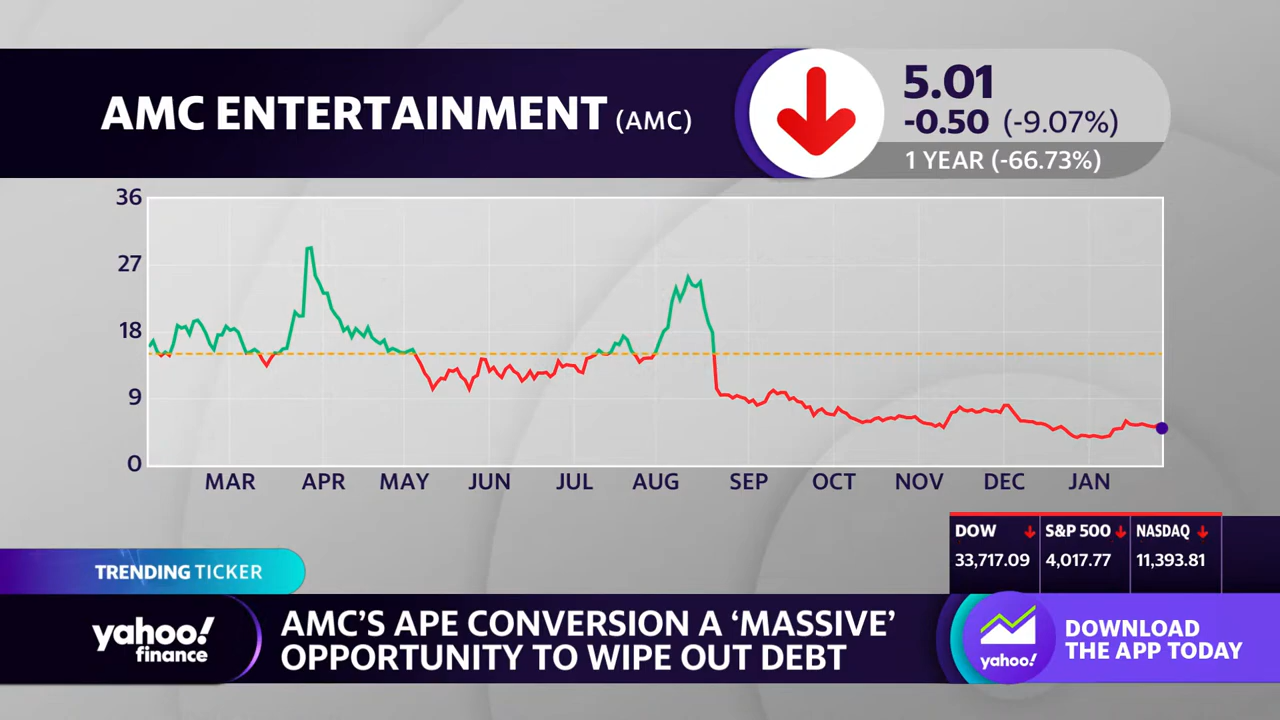 AMC ENTERTAINMENT (AMC)
5.01
-0.50 (-9.07%)
1 YEAR (-66.73%)
36
27
18
9
0
MAR APR MAY JUN JUL AUG SEP OCT NOV DEC JAN
DOW S&P 500 NASDAQ
33,717.09 4,017.77 11,393.81
TRENDING TICKER
yahoo!
finance
AMC'S APE CONVERSION A ‘MASSIVE’
OPPORTUNITY TO WIPE OUT DEBT
yahoo!
DOWNLOAD
THE APP TODAY